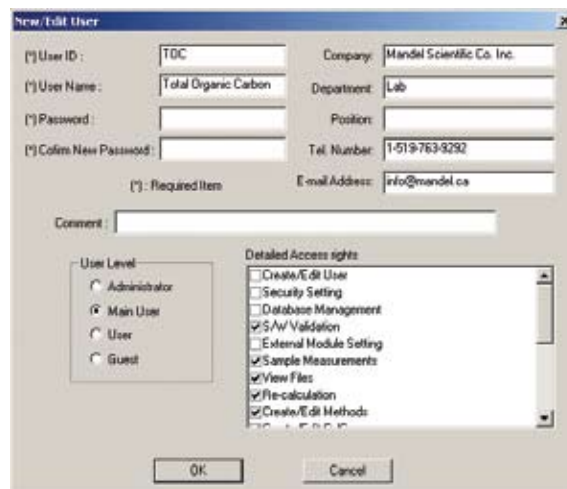 New/Edit User
(*) User ID : TOC
(*) User Name : Total Organic Carbon
(*) Password :
(*) Cofirm New Password :
(*) : Required Item
Company: Mandel Scientific Co. Inc.
Department: Lab
Position:
Tel. Number: 1-519-763-9292
E-mail Address: info@mandel.ca
Comment :
User Level
Administrator
Main User
User
Guest
Detailed Access rights
Create/Edit User
Security Setting
Database Management
S/W Validation
External Module Setting
Sample Measurements
View Files
Re-calculation
Create/Edit Methods
OK
Cancel